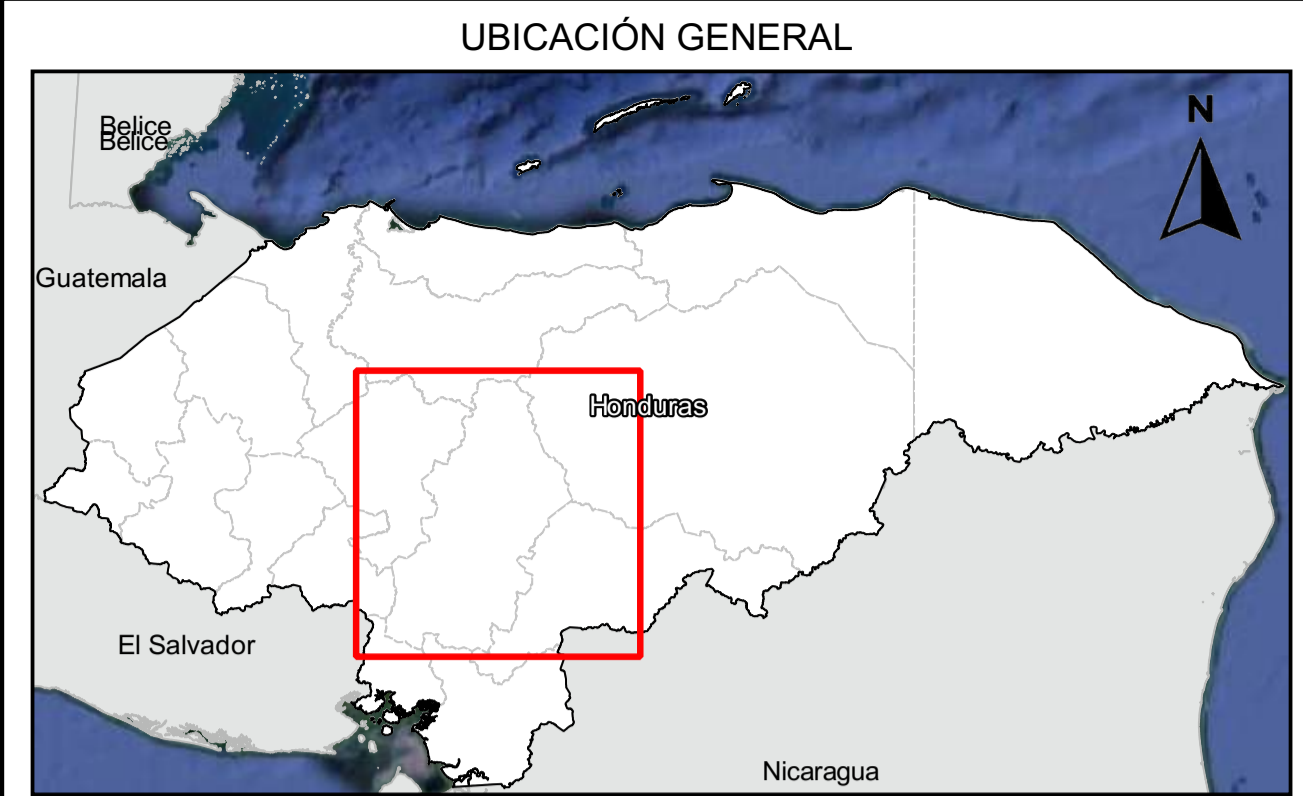 UBICACIÓN GENERAL
Belice
Belice
N
Guatemala
Honduras
El Salvador
Nicaragua